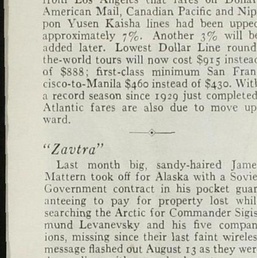 from Los Angeles that fares on Dollar
American Mail, Canadian Pacific and Nip
pon Yusen Kaisha lines had been upped
approximately 7%. Another 3% will be
added later. Lowest Dollar Line round-
the-world tours will now cost $915 instead
of $888; first-class minimum San Fran
cisco-to-Manila $460 instead of $430. With
a record season since 1929 just completed
Atlantic fares are also due to move up
ward.
"Zavtra"
Last month big, sandy-haired Jame
Mattern took off for Alaska with a Sovie
Government contract in his pocket guar
anteeing to pay for property lost whil
searching the Arctic for Commander Sigis
mund Levanevsky and his five compan
ions, missing since their last faint wireles
message flashed out August 13 as they wer